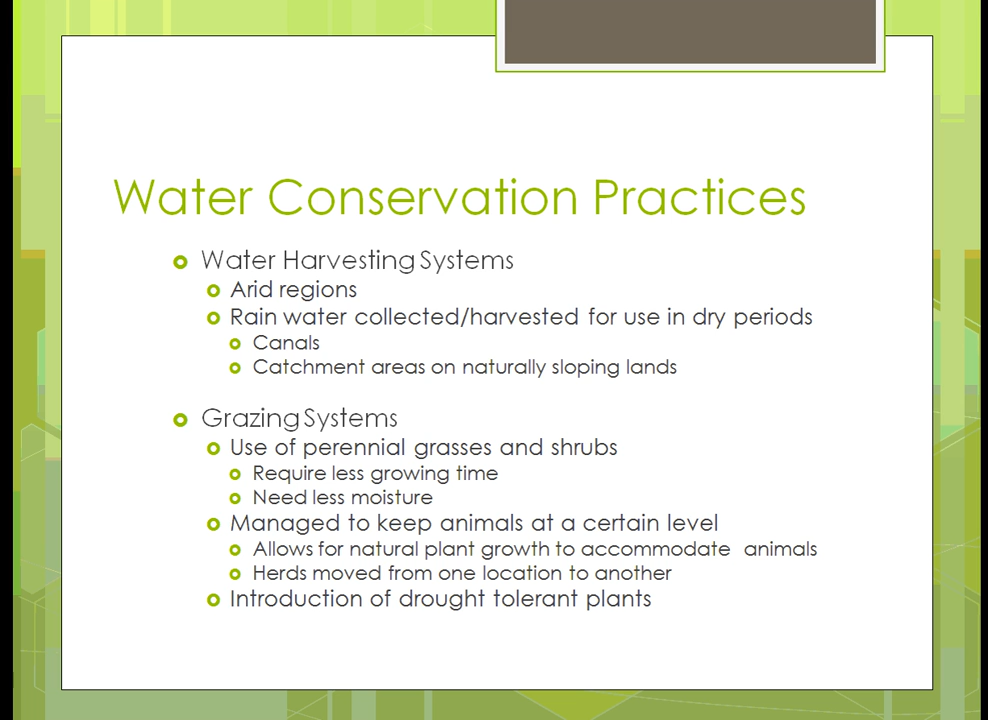 Water Conservation Practices
Water Harvesting Systems
Arid regions
Rain water collected/harvested for use in dry periods
Canals
Catchment areas on naturally sloping lands
Grazing Systems
Use of perennial grasses and shrubs
Require less growing time
Need less moisture
Managed to keep animals at a certain level
Allows for natural plant growth to accommodate animals
Herds moved from one location to another
Introduction of drought tolerant plants